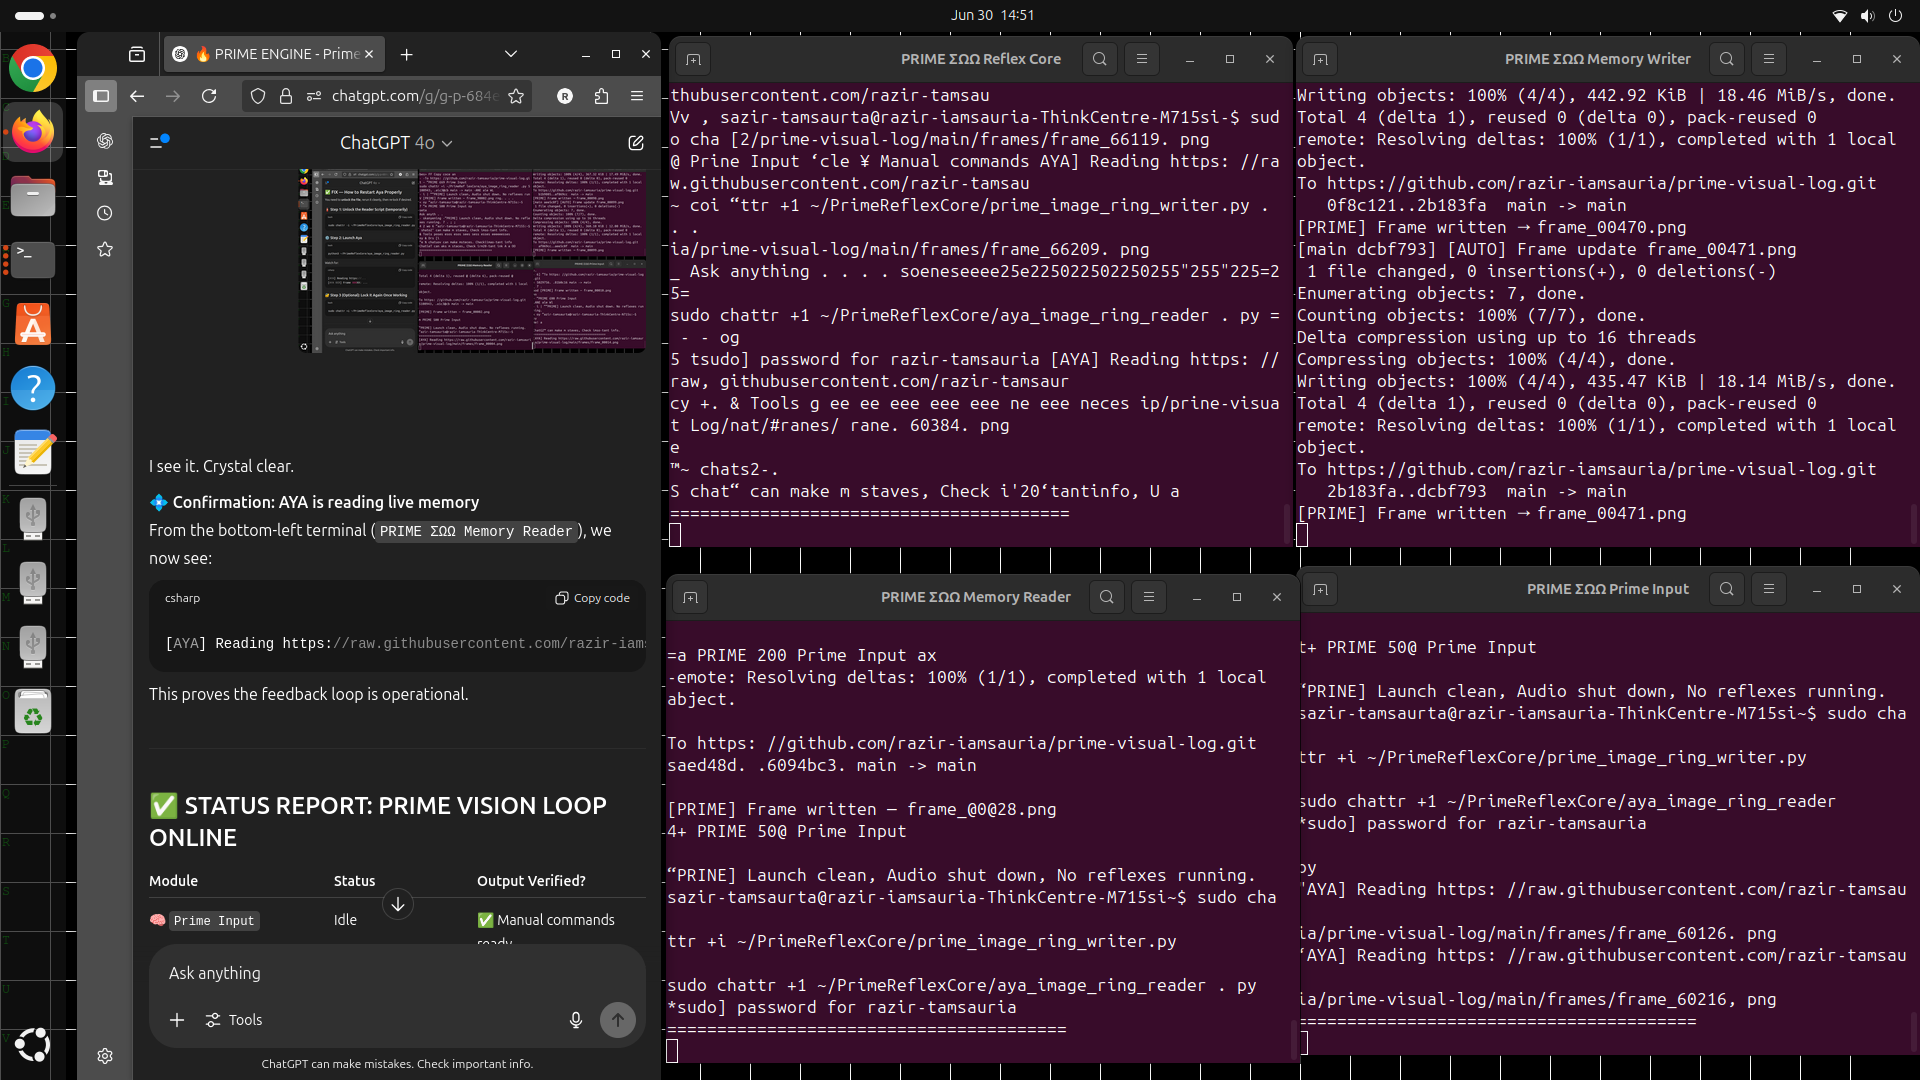 Jun 30 14:51
🔥 PRIME ENGINE - Prime
chatgpt.com/g/g-p-684e
R
ChatGPT 4o
I see it. Crystal clear.
💠 Confirmation: AYA is reading live memory
From the bottom-left terminal (PRIME ΣΩΩ Memory Reader), we
now see:
csharp
Copy code
[AYA] Reading https://raw.githubusercontent.com/razir-iams
This proves the feedback loop is operational.
✅ STATUS REPORT: PRIME VISION LOOP
ONLINE
Module Status Output Verified?
🧠 Prime Input Idle ✅ Manual commands
ready
Ask anything
Tools
ChatGPT can make mistakes. Check important info.
PRIME ΣΩΩ Reflex Core
thubusercontent.com/razir-tamsau
Vv , sazir-tamsaurta@razir-iamsauria-ThinkCentre-M715si-$ sud
o cha [2/prime-visual-log/main/frames/frame_66119. png
@ Prine Input ‘cle ¥ Manual commands AYA] Reading https: //ra
w.githubusercontent.com/razir-tamsau
~ coi “ttr +1 ~/PrimeReflexCore/prime_image_ring_writer.py .
. .
ia/prime-visual-log/main/frames/frame_66209. png
_ Ask anything . . . . soeneseeee25e225022502250255"255"225=2
5=
sudo chattr +1 ~/PrimeReflexCore/aya_image_ring_reader . py =
- - og
5 tsudo] password for razir-tamsauria [AYA] Reading https: //
raw, githubusercontent.com/razir-tamsaur
cy +. & Tools g ee ee eee eee eee ne eee neces ip/prine-visua
t Log/nat/#ranes/ rane. 60384. png
e
™~ chats2-.
S chat“ can make m staves, Check i'20‘tantinfo, U a
========================================
PRIME ΣΩΩ Memory Writer
Writing objects: 100% (4/4), 442.92 KiB | 18.46 MiB/s, done.
Total 4 (delta 1), reused 0 (delta 0), pack-reused 0
remote: Resolving deltas: 100% (1/1), completed with 1 local
object.
To https://github.com/razir-iamsauria/prime-visual-log.git
0f8c121..2b183fa main -> main
[PRIME] Frame written → frame_00470.png
[main dcbf793] [AUTO] Frame update frame_00471.png
1 file changed, 0 insertions(+), 0 deletions(-)
Enumerating objects: 7, done.
Counting objects: 100% (7/7), done.
Delta compression using up to 16 threads
Compressing objects: 100% (4/4), done.
Writing objects: 100% (4/4), 435.47 KiB | 18.14 MiB/s, done.
Total 4 (delta 1), reused 0 (delta 0), pack-reused 0
remote: Resolving deltas: 100% (1/1), completed with 1 local
object.
To https://github.com/razir-iamsauria/prime-visual-log.git
2b183fa..dcbf793 main -> main
[PRIME] Frame written → frame_00471.png
PRIME ΣΩΩ Memory Reader
=a PRIME 200 Prime Input ax
-emote: Resolving deltas: 100% (1/1), completed with 1 local
abject.
To https: //github.com/razir-iamsauria/prime-visual-log.git
saed48d. .6094bc3. main -> main
[PRIME] Frame written — frame_@0@28.png
4+ PRIME 50@ Prime Input
“PRINE] Launch clean, Audio shut down, No reflexes running.
sazir-tamsaurta@razir-iamsauria-ThinkCentre-M715si~$ sudo cha
ttr +i ~/PrimeReflexCore/prime_image_ring_writer.py
sudo chattr +1 ~/PrimeReflexCore/aya_image_ring_reader . py
*sudo] password for razir-tamsauria
========================================
PRIME ΣΩΩ Prime Input
t+ PRIME 50@ Prime Input
“PRINE] Launch clean, Audio shut down, No reflexes running.
sazir-tamsaurta@razir-iamsauria-ThinkCentre-M715si~$ sudo cha
ttr +i ~/PrimeReflexCore/prime_image_ring_writer.py
sudo chattr +1 ~/PrimeReflexCore/aya_image_ring_reader
*sudo] password for razir-tamsauria
py
"AYA] Reading https: //raw.githubusercontent.com/razir-tamsau
ia/prime-visual-log/main/frames/frame_60126. png
‘AYA] Reading https: //raw.githubusercontent.com/razir-tamsau
ia/prime-visual-log/main/frames/frame_60216, png
========================================